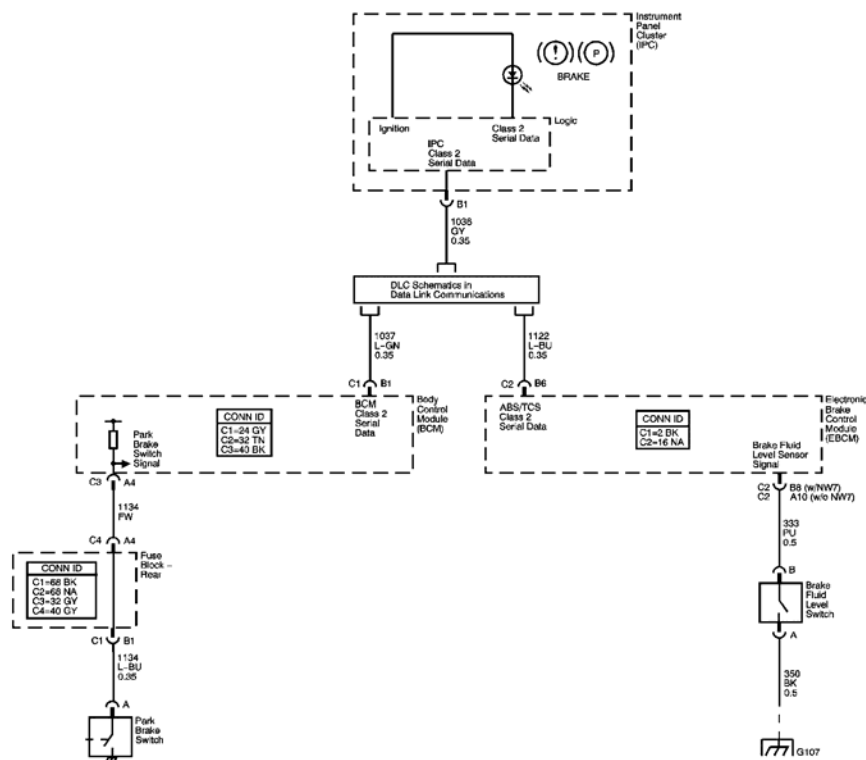 Instrument
Panel
Cluster
(IPC)
( ! ) ( P )
BRAKE
Logic
Ignition
Class 2
Serial Data
IPC
Class 2
Serial Data
B1
1036
GY
0.35
DLC Schematics in
Data Link Communications
1037
L-GN
0.35
1122
L-BU
0.35
C1 B1
C2 B6
Body
Control
Module
(BCM)
BCM
Class 2
Serial
Data
CONN ID
C1=24 GY
C2=32 TN
C3=40 BK
Park
Brake
Switch
Signal
Electronic
Brake
Control
Module
(EBCM)
ABS/TCS
Class 2
Serial Data
CONN ID
C1=2 BK
C2=16 NA
Brake Fluid
Level Sensor
Signal
C3 A4
C2 B8 (w/NW7)
C2 A10 (w/o NW7)
1134
FW
333
PU
0.5
C4 A4
Fuse
Block –
Rear
CONN ID
C1=68 BK
C2=68 NA
C3=32 GY
C4=40 GY
B
Brake
Fluid
Level
Switch
A
C1 B1
1134
L-BU
0.35
350
BK
0.5
A
Park
Brake
Switch
G107